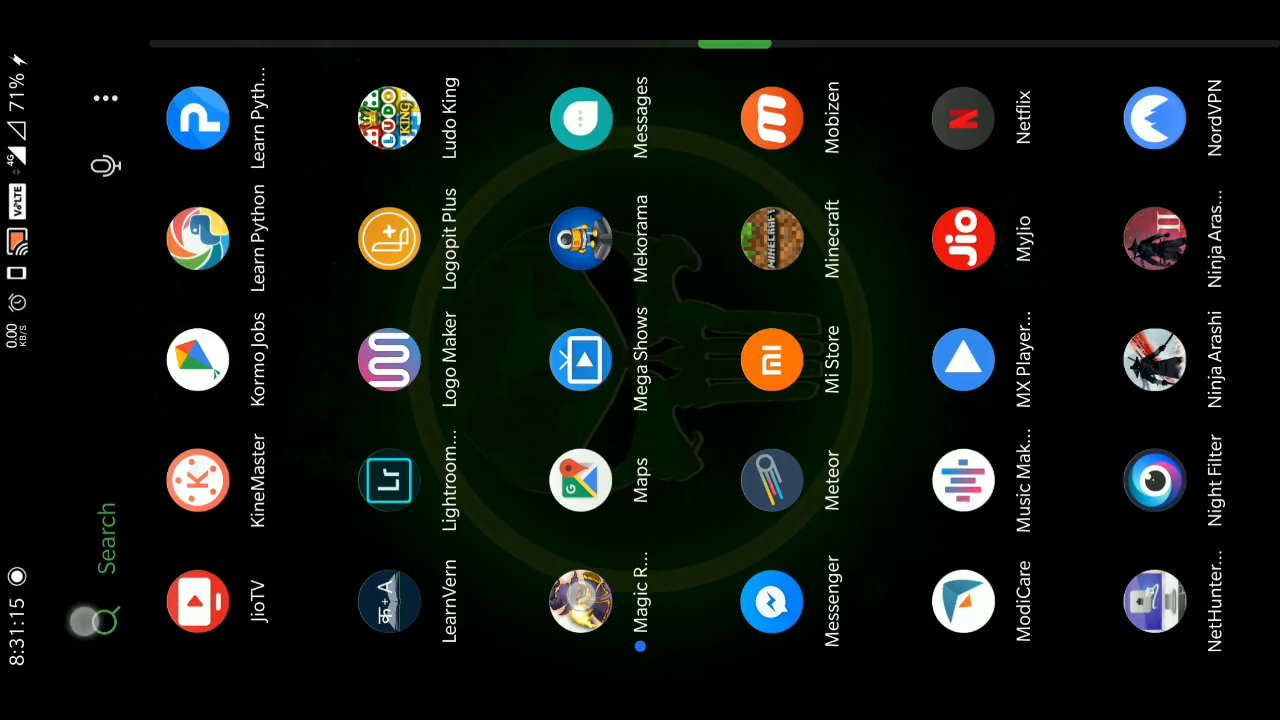 8:31:15 0.00 KB/S VoLTE 4G 71%
Search
JioTV KineMaster Kormo Jobs Learn Python Learn Pyth...
LearnVern Lightroom... Logo Maker Logopit Plus Ludo King
Magic R... Maps Mega Shows Mekorama Messages
Messenger Meteor Mi Store Minecraft Mobizen
ModiCare Music Mak... MX Player... MyJio Netflix
NetHunter... Night Filter Ninja Arashi Ninja Aras... NordVPN